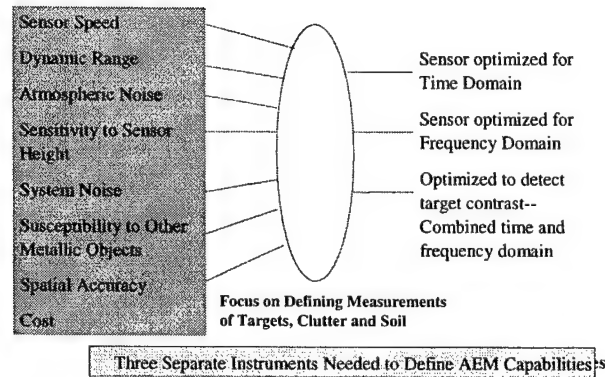 Sensor Speed
Dynamic Range
Atmospheric Noise
Sensitivity to Sensor
Height
System Noise
Susceptibility to Other
Metallic Objects
Spatial Accuracy
Cost
Sensor optimized for
Time Domain
Sensor optimized for
Frequency Domain
Optimized to detect
target contrast--
Combined time and
frequency domain
Focus on Defining Measurements
of Targets, Clutter and Soil
Three Separate Instruments Needed to Define AEM Capabilities